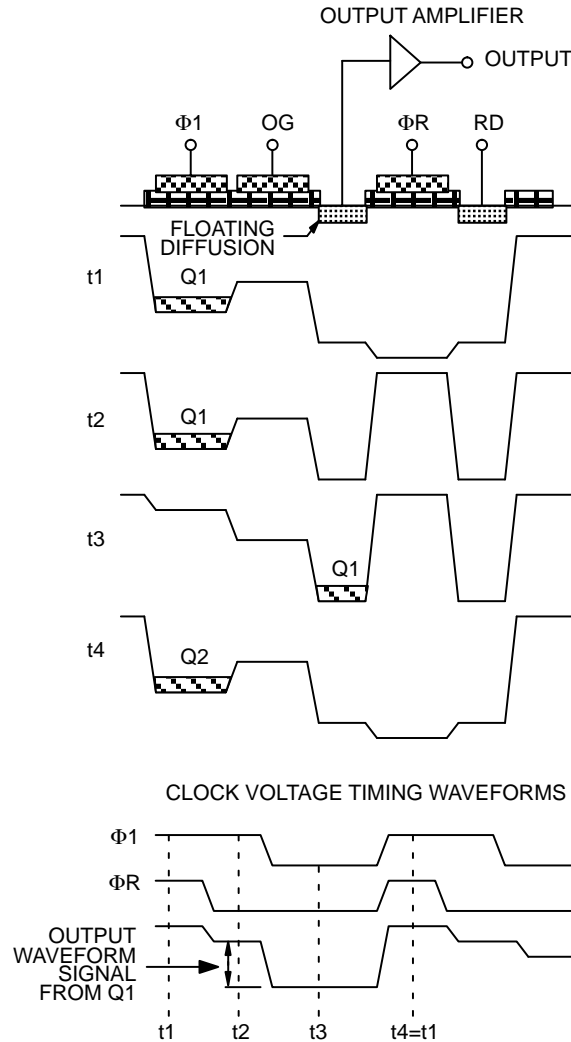 OUTPUT AMPLIFIER
OUTPUT
Φ1 OG ΦR RD
FLOATING
DIFFUSION
t1
Q1
t2
Q1
t3
Q1
t4
Q2
CLOCK VOLTAGE TIMING WAVEFORMS
Φ1
ΦR
OUTPUT
WAVEFORM
SIGNAL
FROM Q1
t1 t2 t3 t4=t1